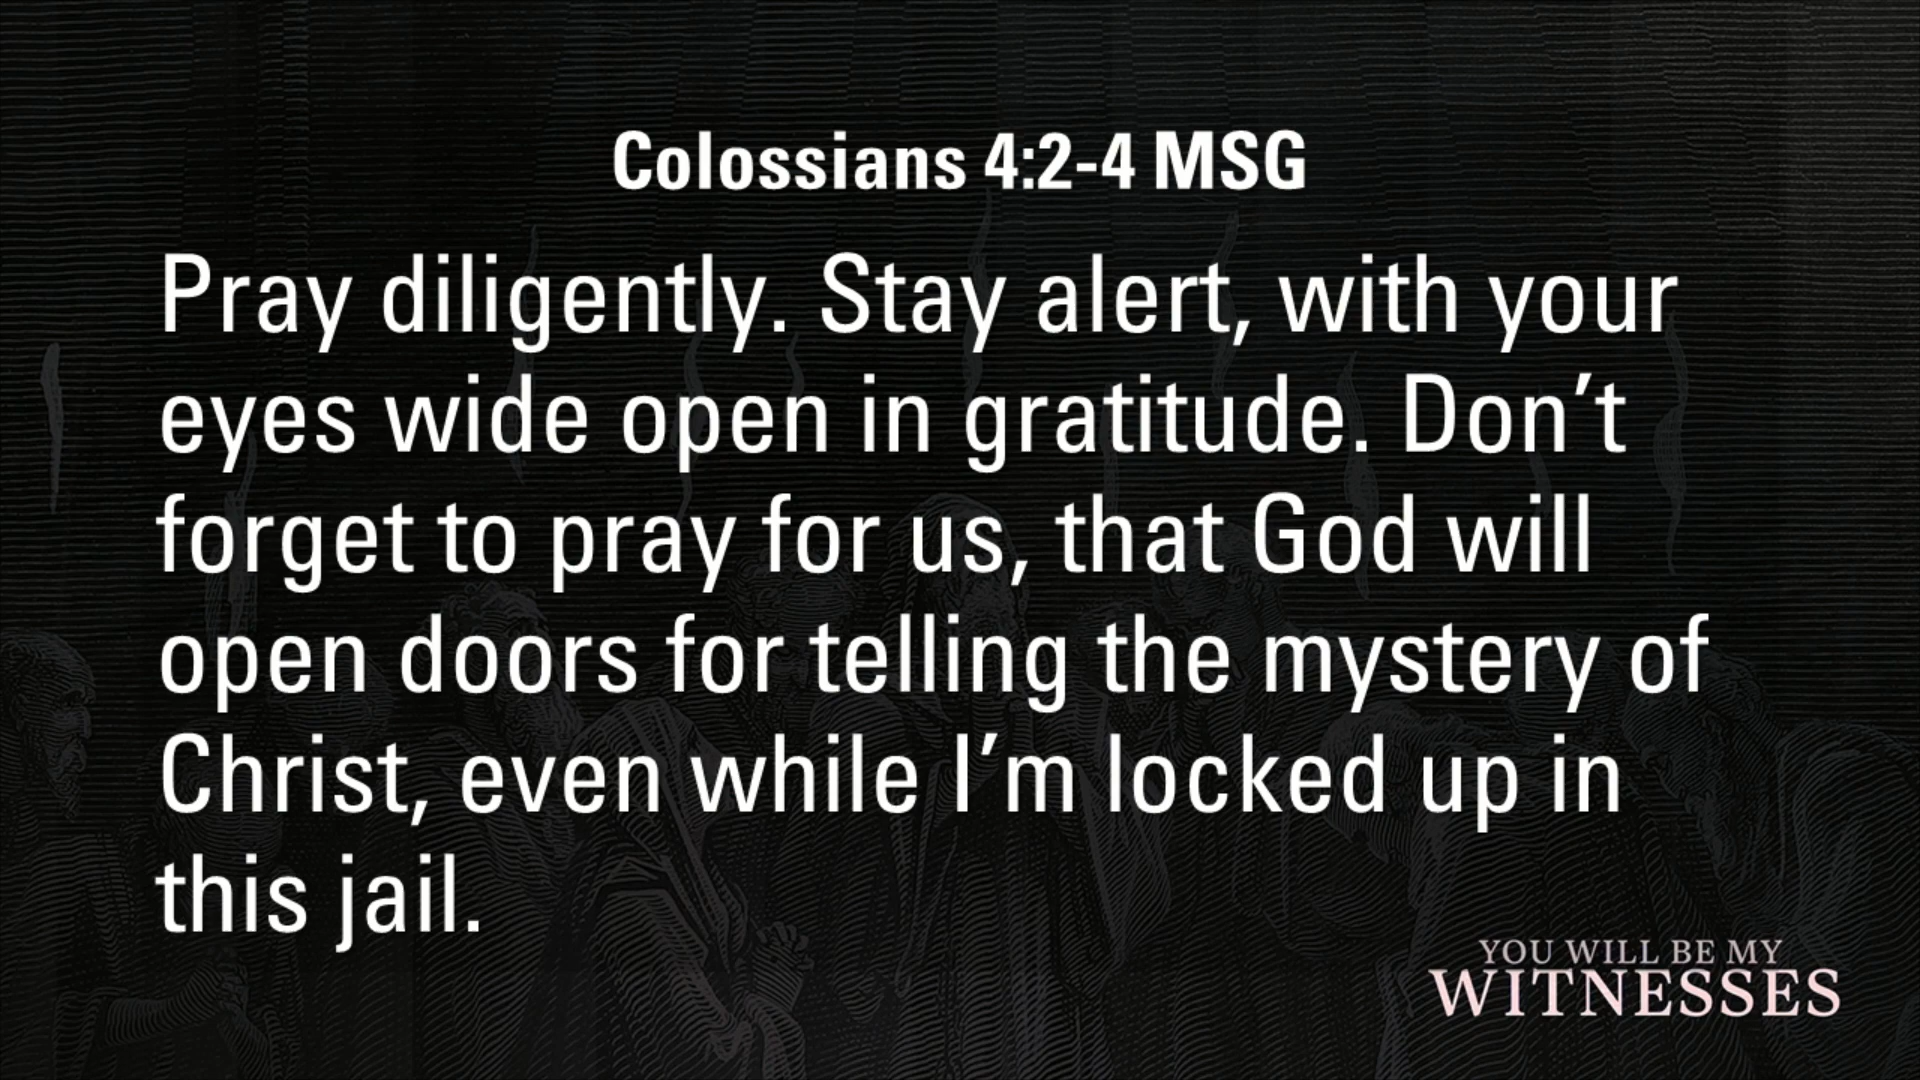 Colossians 4:2-4 MSG
Pray diligently. Stay alert, with your
eyes wide open in gratitude. Don’t
forget to pray for us, that God will
open doors for telling the mystery of
Christ, even while I’m locked up in
this jail.
YOU WILL BE MY
WITNESSES